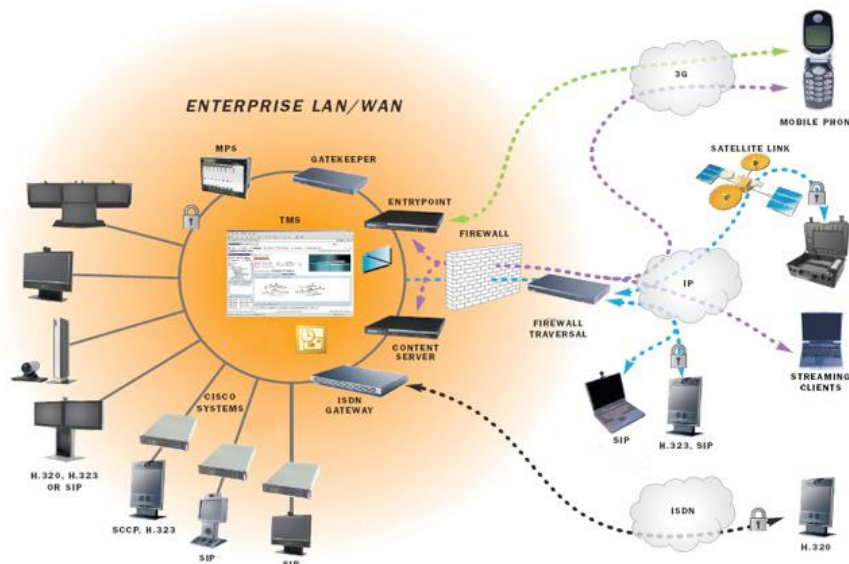 3G
MOBILE PHON
ENTERPRISE LAN/WAN
MPS
GATEKEEPER
SATELLITE LINK
ENTRYPOINT
TMS
FIREWALL
IP
FIREWALL
TRAVERSAL
CONTENT
SERVER
STREAMING
CLIENTS
ISDN
GATEWAY
CISCO
SYSTEMS
SIP
H.323, SIP
H.320, H.323
OR SIP
SCCP, H.323
SIP
SIP
ISDN
H.320